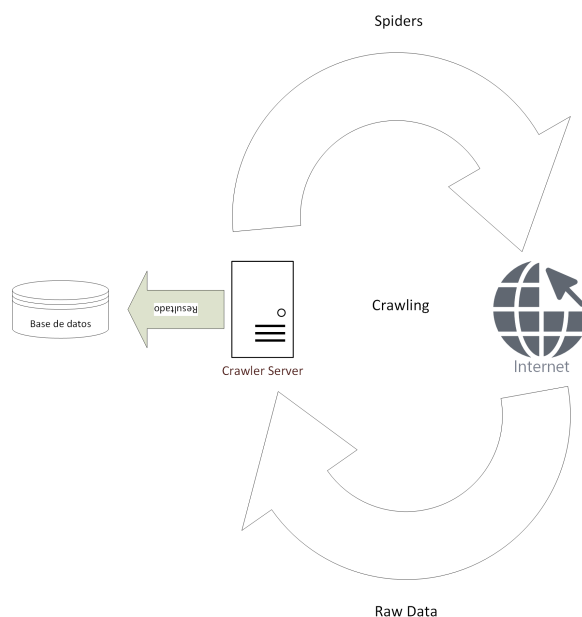 Spiders
Resultado
Crawling
Base de datos
Internet
Crawler Server
Raw Data